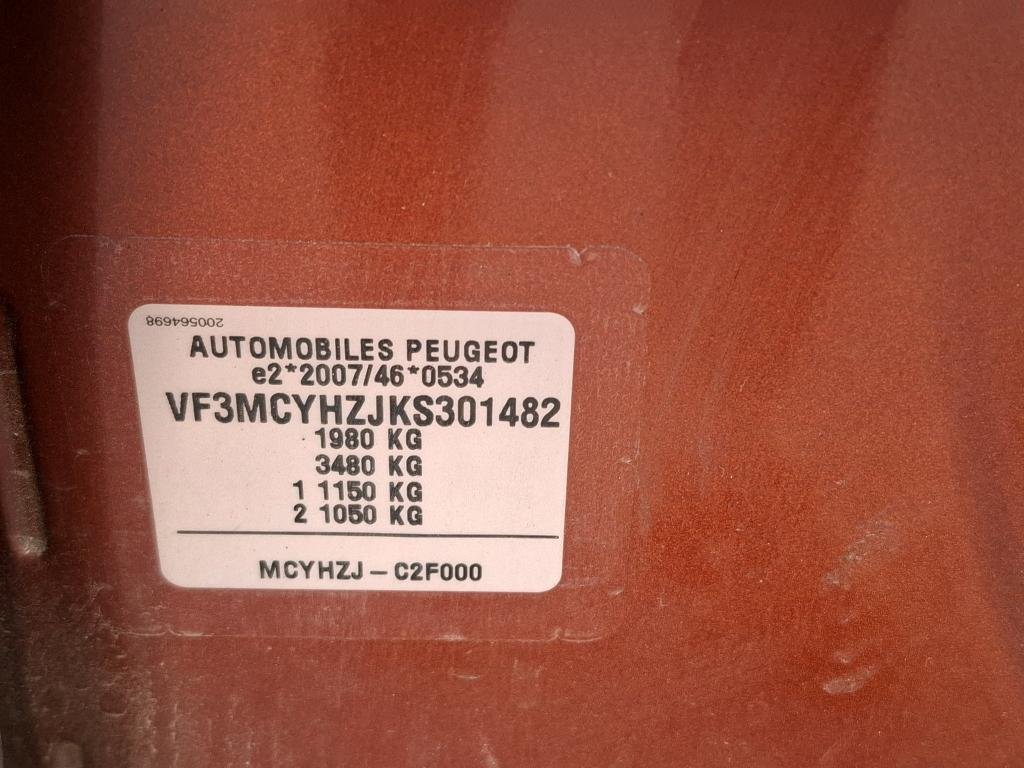 200564698
AUTOMOBILES PEUGEOT
e2*2007/46*0534
VF3MCYHZJKS301482
1980 KG
3480 KG
1 1150 KG
2 1050 KG
MCYHZJ – C2F000